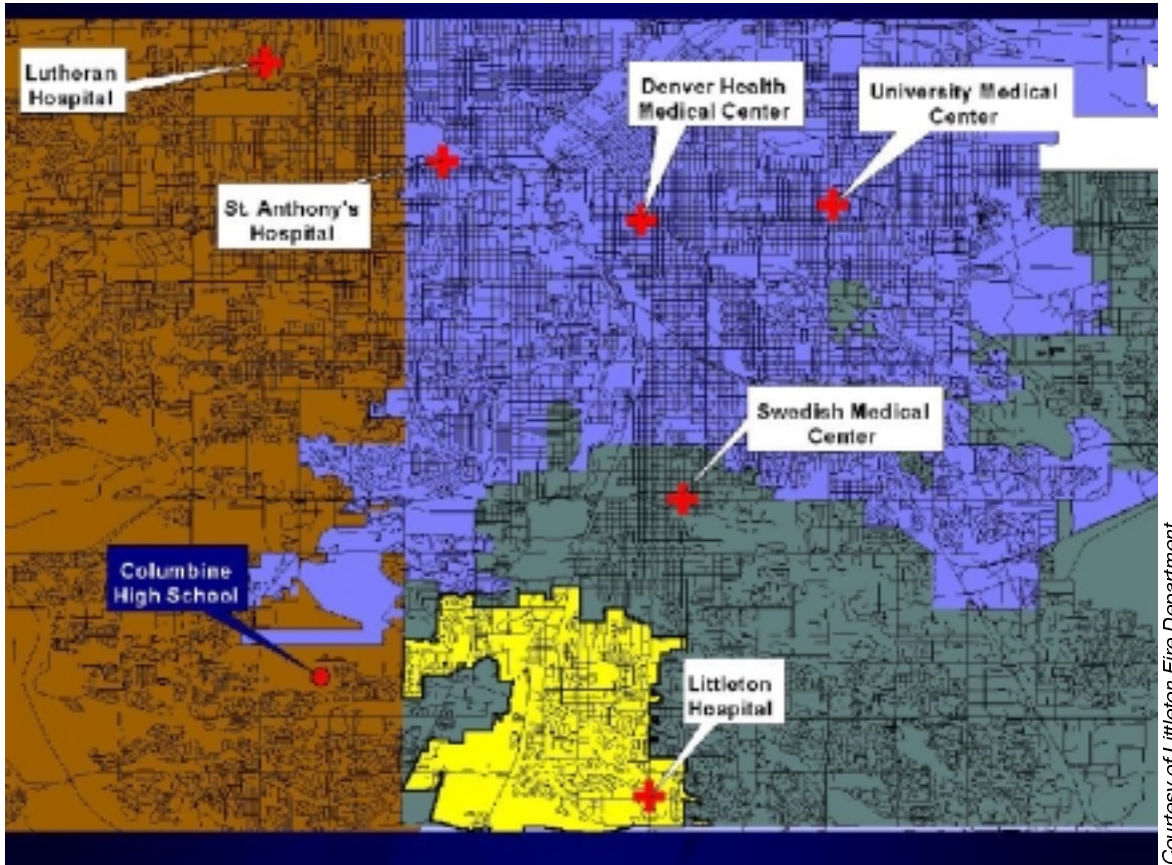 Lutheran
Hospital
Denver Health
Medical Center
University Medical
Center
St. Anthony's
Hospital
Swedish Medical
Center
Columbine
High School
Littleton
Hospital
Courtesy of Littleton Fire Department